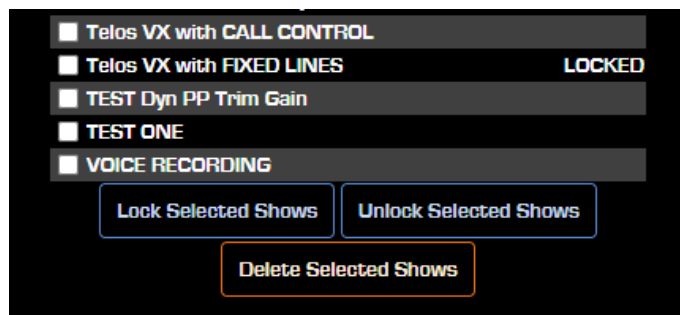 Telos VX with CALL CONTROL
Telos VX with FIXED LINES LOCKED
TEST Dyn PP Trim Gain
TEST ONE
VOICE RECORDING
Lock Selected Shows Unlock Selected Shows
Delete Selected Shows